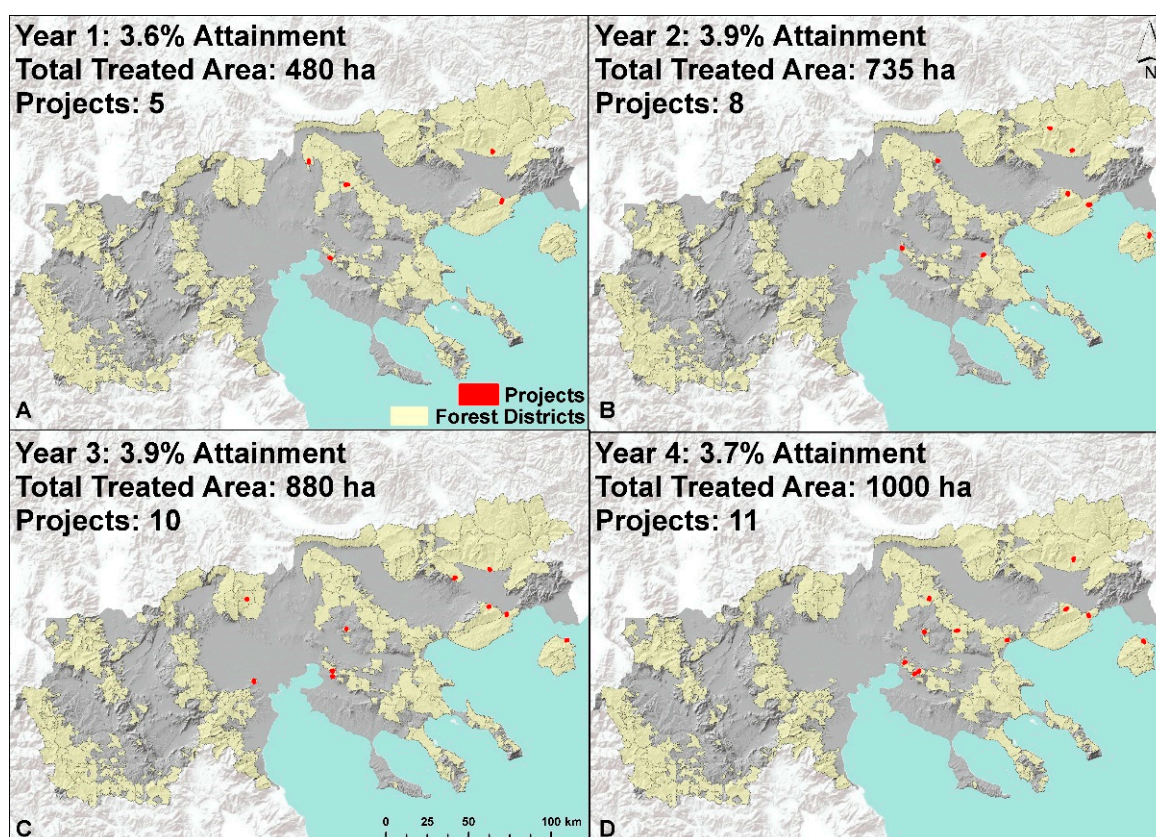 Year 1: 3.6% Attainment
Total Treated Area: 480 ha
Projects: 5
Projects
Forest Districts
A
Year 2: 3.9% Attainment
Total Treated Area: 735 ha
Projects: 8
N
B
Year 3: 3.9% Attainment
Total Treated Area: 880 ha
Projects: 10
0 25 50 100 km
C
Year 4: 3.7% Attainment
Total Treated Area: 1000 ha
Projects: 11
D